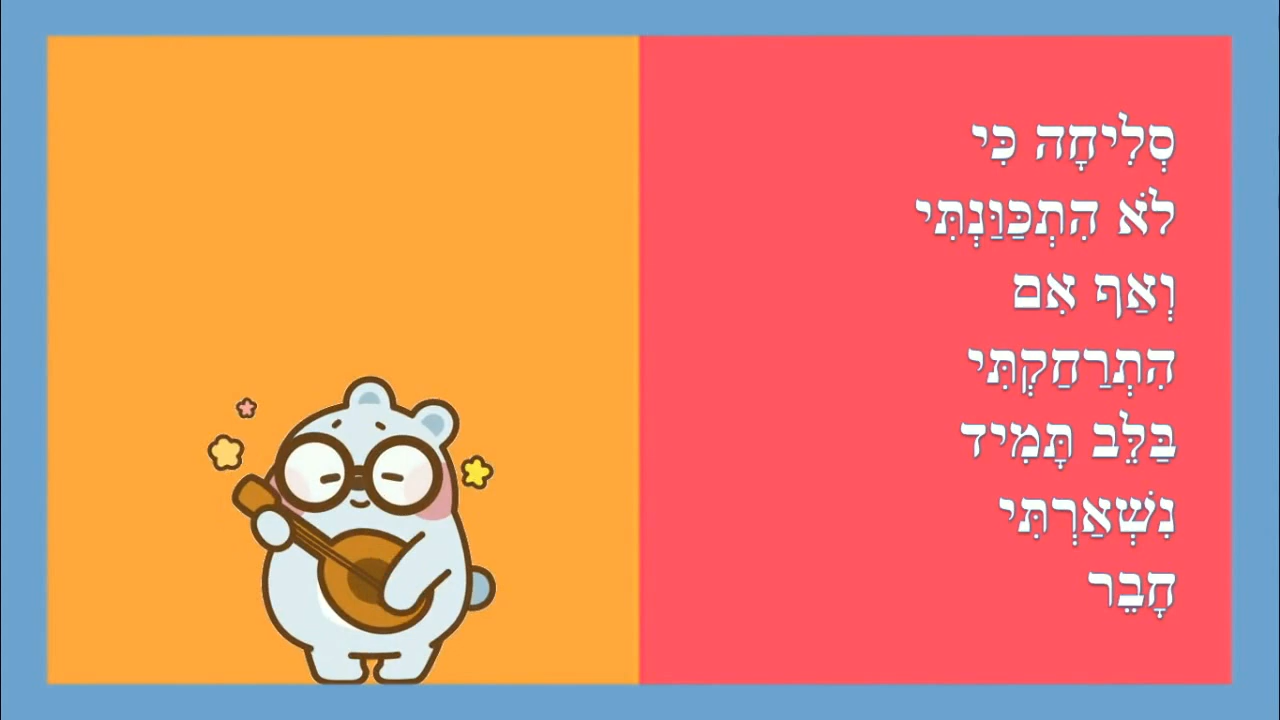 סְלִיחָה כִּי
לֹא הִתְכַּוַּנְתִּי
וְאַף אִם
הִתְרַחַקְתִּי
בַּלֵּב תָּמִיד
נִשְׁאַרְתִּי
חָבֵר